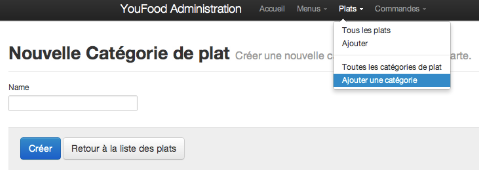 YouFood Administration Accueil Menus Plats Commandes
Tous les plats
Ajouter
Toutes les catégories de plat
Ajouter une catégorie
Nouvelle Catégorie de plat Créer une nouvelle arte.
Name
Créer Retour à la liste des plats